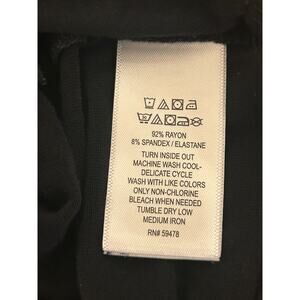 92% RAYON
8% SPANDEX / ELASTANE
TURN INSIDE OUT
MACHINE WASH COOL-
DELICATE CYCLE
WASH WITH LIKE COLORS
ONLY NON-CHLORINE
BLEACH WHEN NEEDED
TUMBLE DRY LOW
MEDIUM IRON
RN# 59478